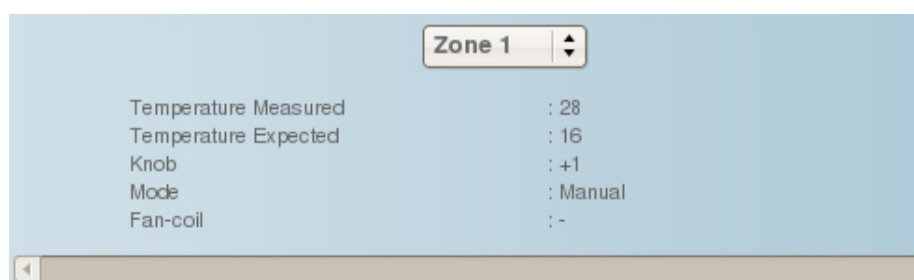 Zone 1
Temperature Measured : 28
Temperature Expected : 16
Knob : +1
Mode : Manual
Fan-coil : -